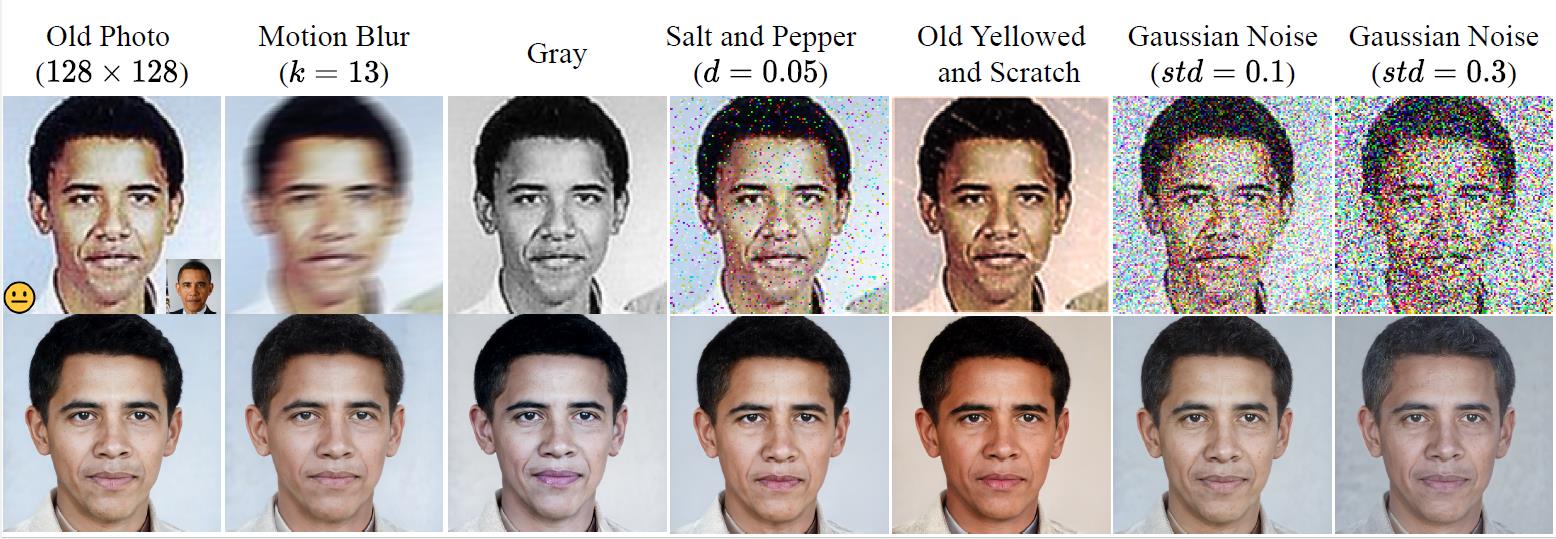 Old Photo
(128 × 128)
Motion Blur
(k = 13)
Gray
Salt and Pepper
(d = 0.05)
Old Yellowed
and Scratch
Gaussian Noise
(std = 0.1)
Gaussian Noise
(std = 0.3)